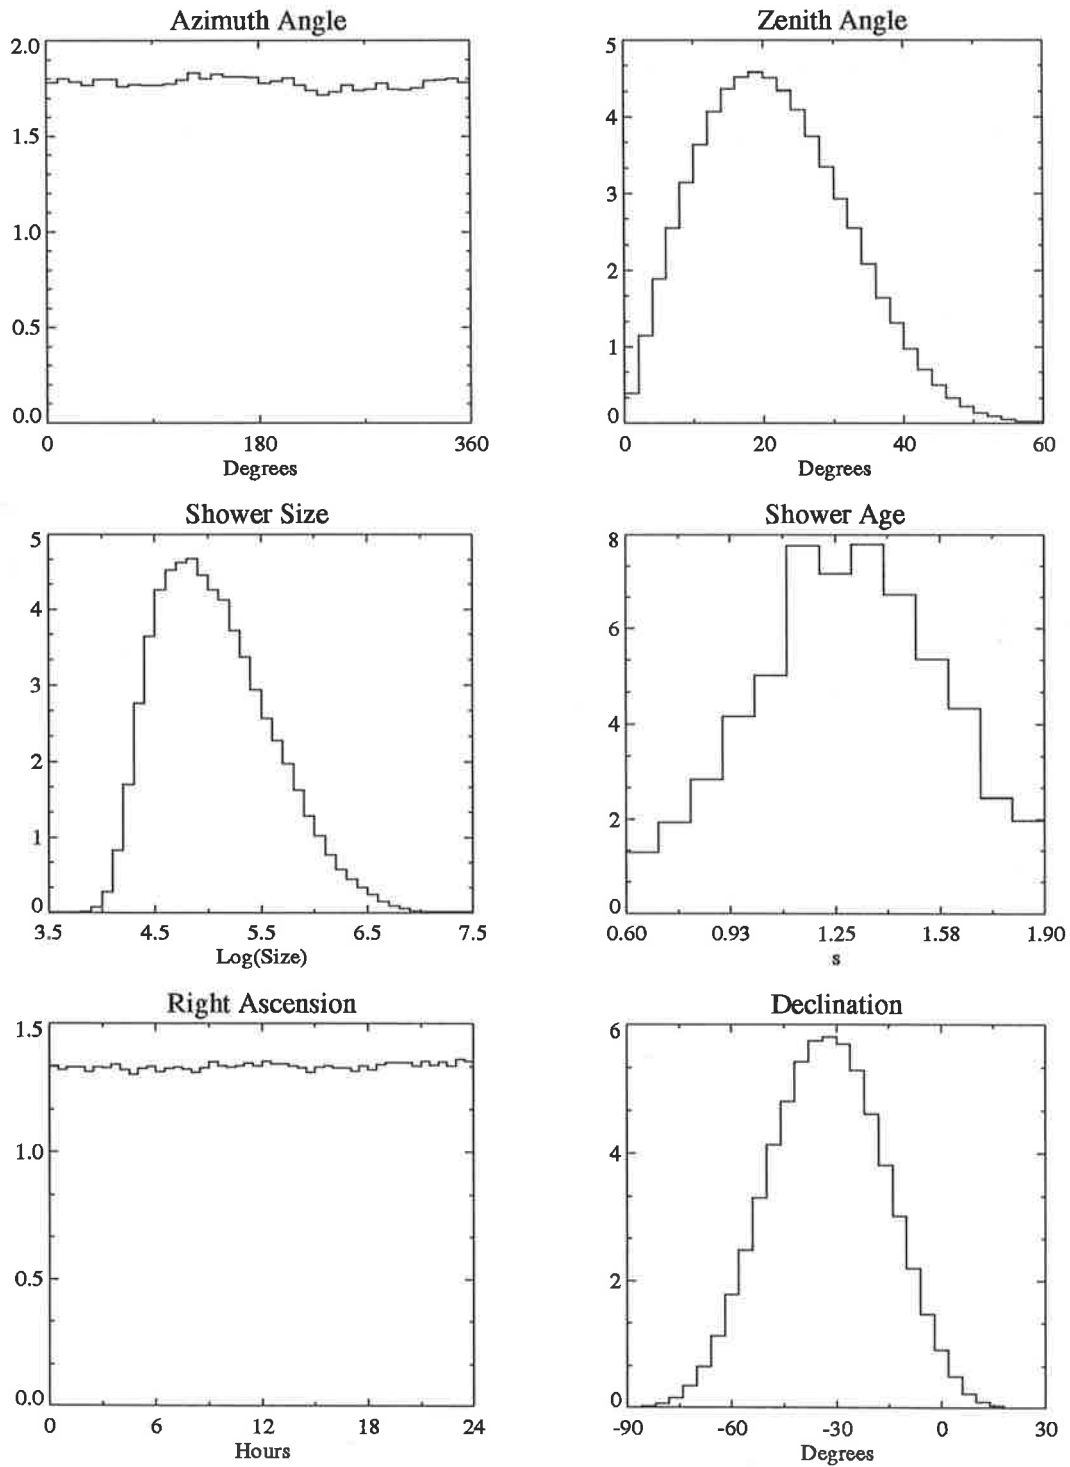 Azimuth Angle
2.0
1.5
1.0
0.5
0.0
0 180 360
Degrees
Zenith Angle
5
4
3
2
1
0
0 20 40 60
Degrees
Shower Size
5
4
3
2
1
0
3.5 4.5 5.5 6.5 7.5
Log(Size)
Shower Age
8
6
4
2
0
0.60 0.93 1.25 1.58 1.90
s
Right Ascension
1.5
1.0
0.5
0.0
0 6 12 18 24
Hours
Declination
6
4
2
0
-90 -60 -30 0 30
Degrees